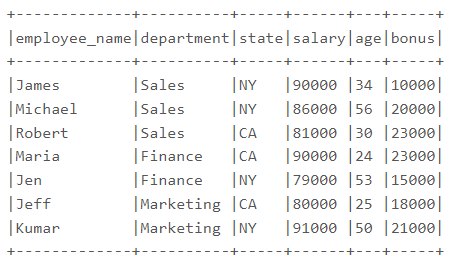 +-------------+----------+-----+------+---+-----+
|employee_name|department|state|salary|age|bonus|
+-------------+----------+-----+------+---+-----+
|James        |Sales     |NY   |90000 |34 |10000|
|Michael      |Sales     |NY   |86000 |56 |20000|
|Robert       |Sales     |CA   |81000 |30 |23000|
|Maria        |Finance   |CA   |90000 |24 |23000|
|Jen          |Finance   |NY   |79000 |53 |15000|
|Jeff         |Marketing |CA   |80000 |25 |18000|
|Kumar        |Marketing |NY   |91000 |50 |21000|
+-------------+----------+-----+------+---+-----+